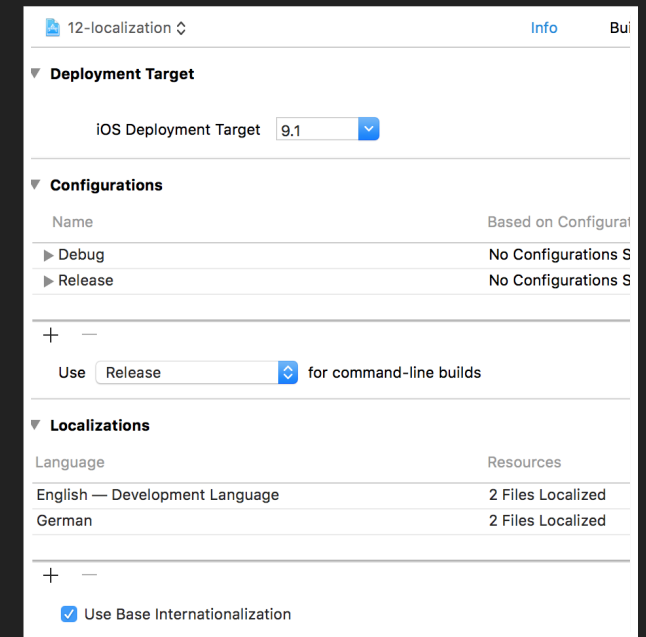 12-localization Info Bui
Deployment Target
iOS Deployment Target 9.1
Configurations
Name Based on Configurat
Debug No Configurations S
Release No Configurations S
Use Release for command-line builds
Localizations
Language Resources
English — Development Language 2 Files Localized
German 2 Files Localized
Use Base Internationalization